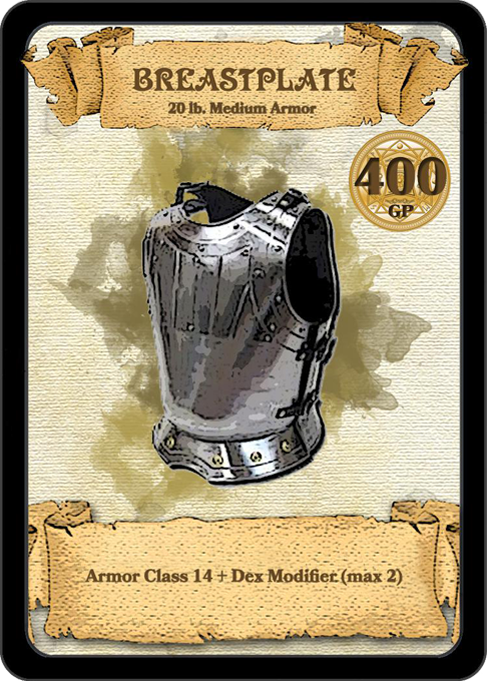 BREASTPLATE
20 lb. Medium Armor
400
GP
Armor Class 14 + Dex Modifier. (max 2)